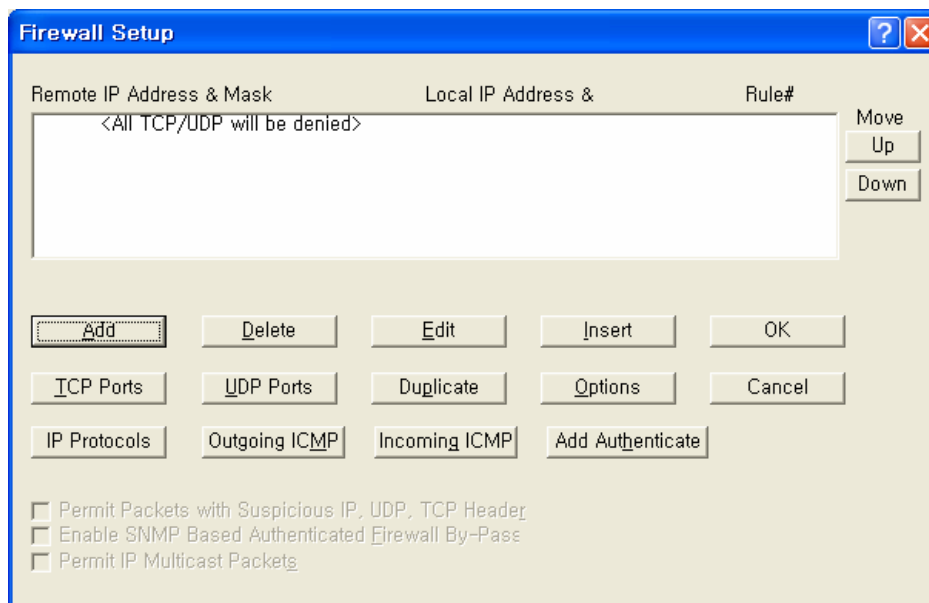 Firewall Setup
Remote IP Address & Mask Local IP Address & Rule#
<All TCP/UDP will be denied>
Move
Up
Down
Add Delete Edit Insert OK
TCP Ports UDP Ports Duplicate Options Cancel
IP Protocols Outgoing ICMP Incoming ICMP Add Authenticate
Permit Packets with Suspicious IP, UDP, TCP Header
Enable SNMP Based Authenticated Firewall By-Pass
Permit IP Multicast Packets